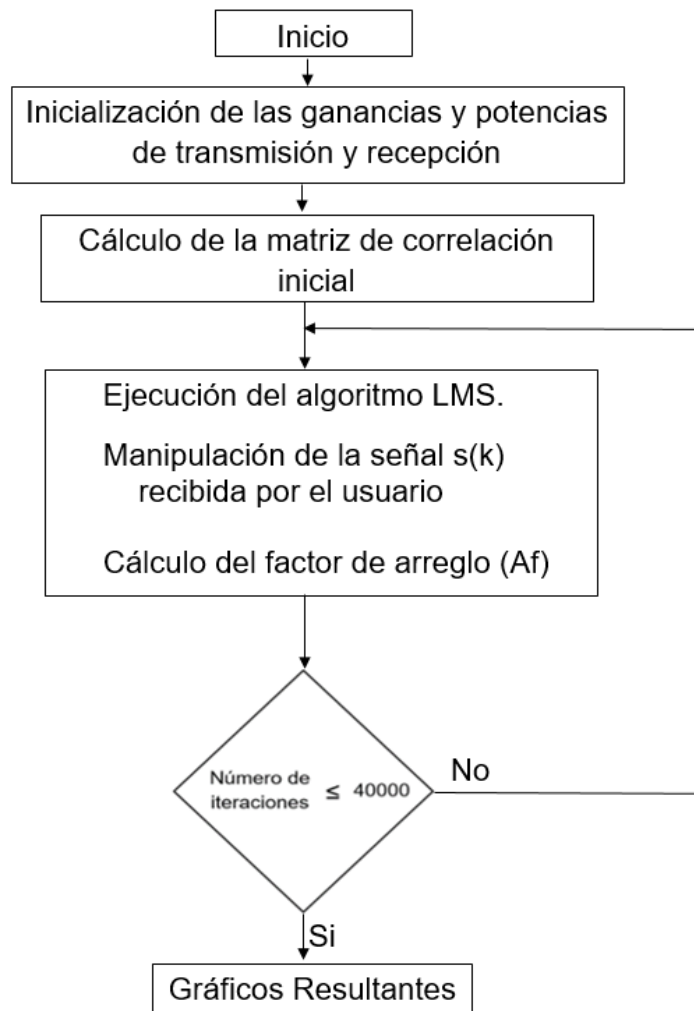 Inicio
Inicialización de las ganancias y potencias
de transmisión y recepción
Cálculo de la matriz de correlación
inicial
Ejecución del algoritmo LMS.
Manipulación de la señal s(k)
recibida por el usuario
Cálculo del factor de arreglo (Af)
Número de
iteraciones ≤ 40000
No
Si
Gráficos Resultantes